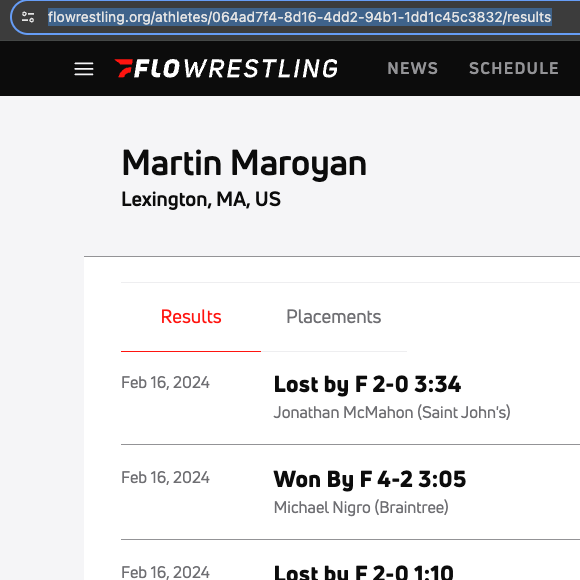 flowrestling.org/athletes/064ad7f4-8d16-4dd2-94b1-1dd1c45c3832/results
FLOWRESTLING NEWS SCHEDULE
Martin Maroyan
Lexington, MA, US
Results Placements
Feb 16, 2024 Lost by F 2-0 3:34
Jonathan McMahon (Saint John's)
Feb 16, 2024 Won By F 4-2 3:05
Michael Nigro (Braintree)
Feb 16, 2024 Lost by F 2-0 1:10